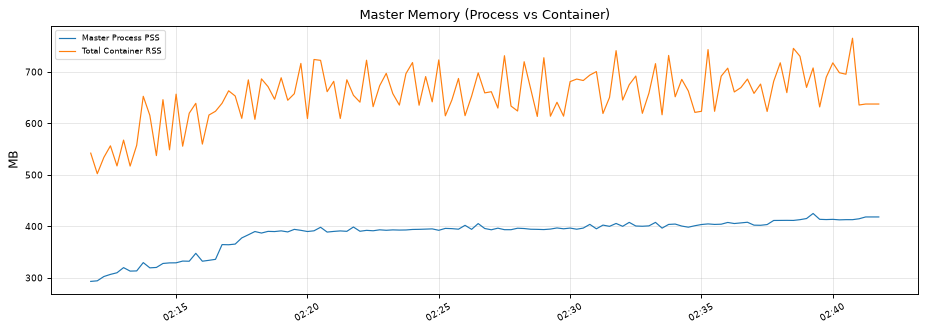 Master Memory (Process vs Container)
Master Process PSS
Total Container RSS
MB
700
600
500
400
300
02:15
02:20
02:25
02:30
02:35
02:40